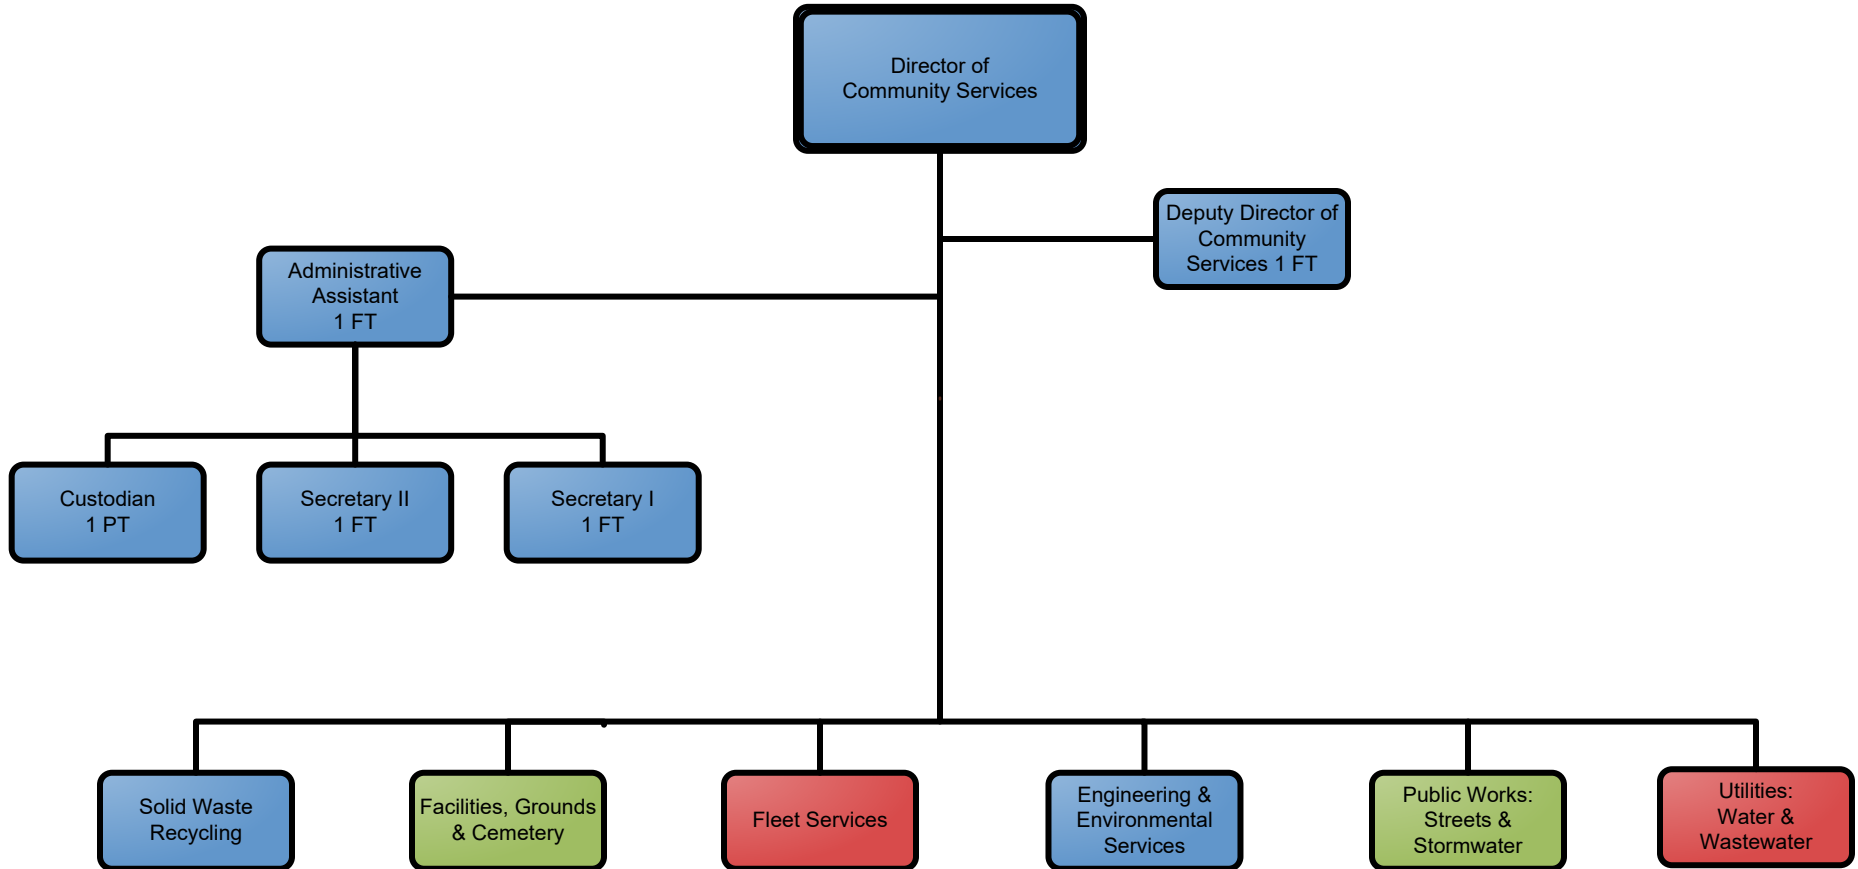 Director of
Community Services
Deputy Director of
Community
Services 1 FT
Administrative
Assistant
1 FT
Custodian
1 PT
Secretary II
1 FT
Secretary I
1 FT
Solid Waste
Recycling
Facilities, Grounds
& Cemetery
Fleet Services
Engineering &
Environmental
Services
Public Works:
Streets &
Stormwater
Utilities:
Water &
Wastewater